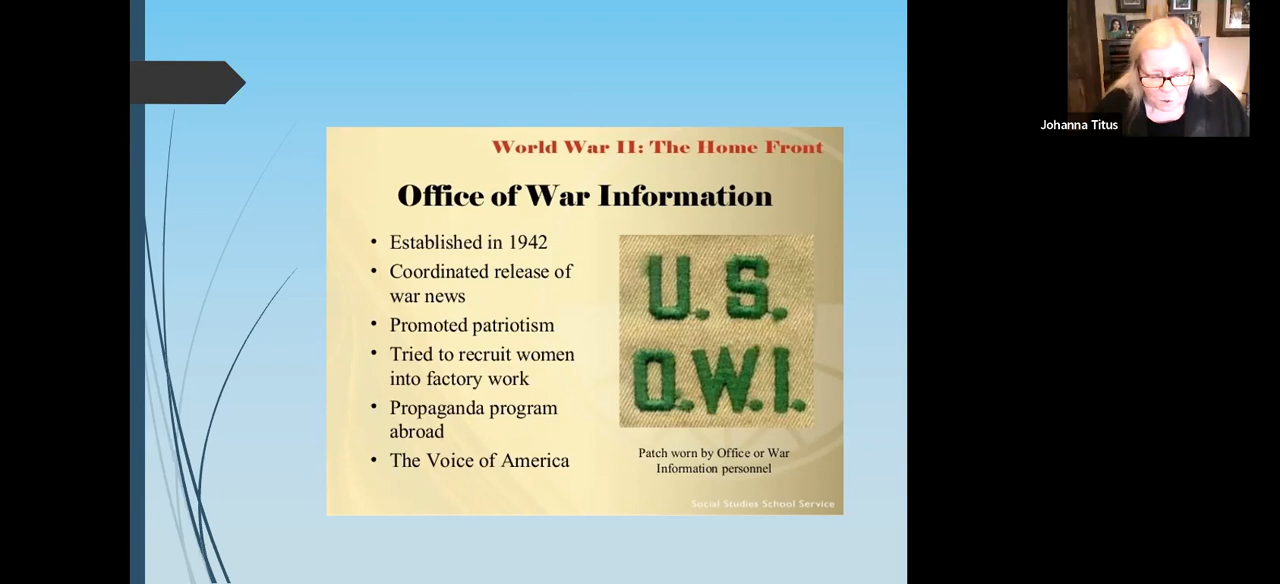 World War II: The Home Front
Office of War Information
• Established in 1942
• Coordinated release of
war news
• Promoted patriotism
• Tried to recruit women
into factory work
• Propaganda program
abroad
• The Voice of America
U.S.
O.W.I.
Patch worn by Office or War
Information personnel
Social Studies School Service
Johanna Titus